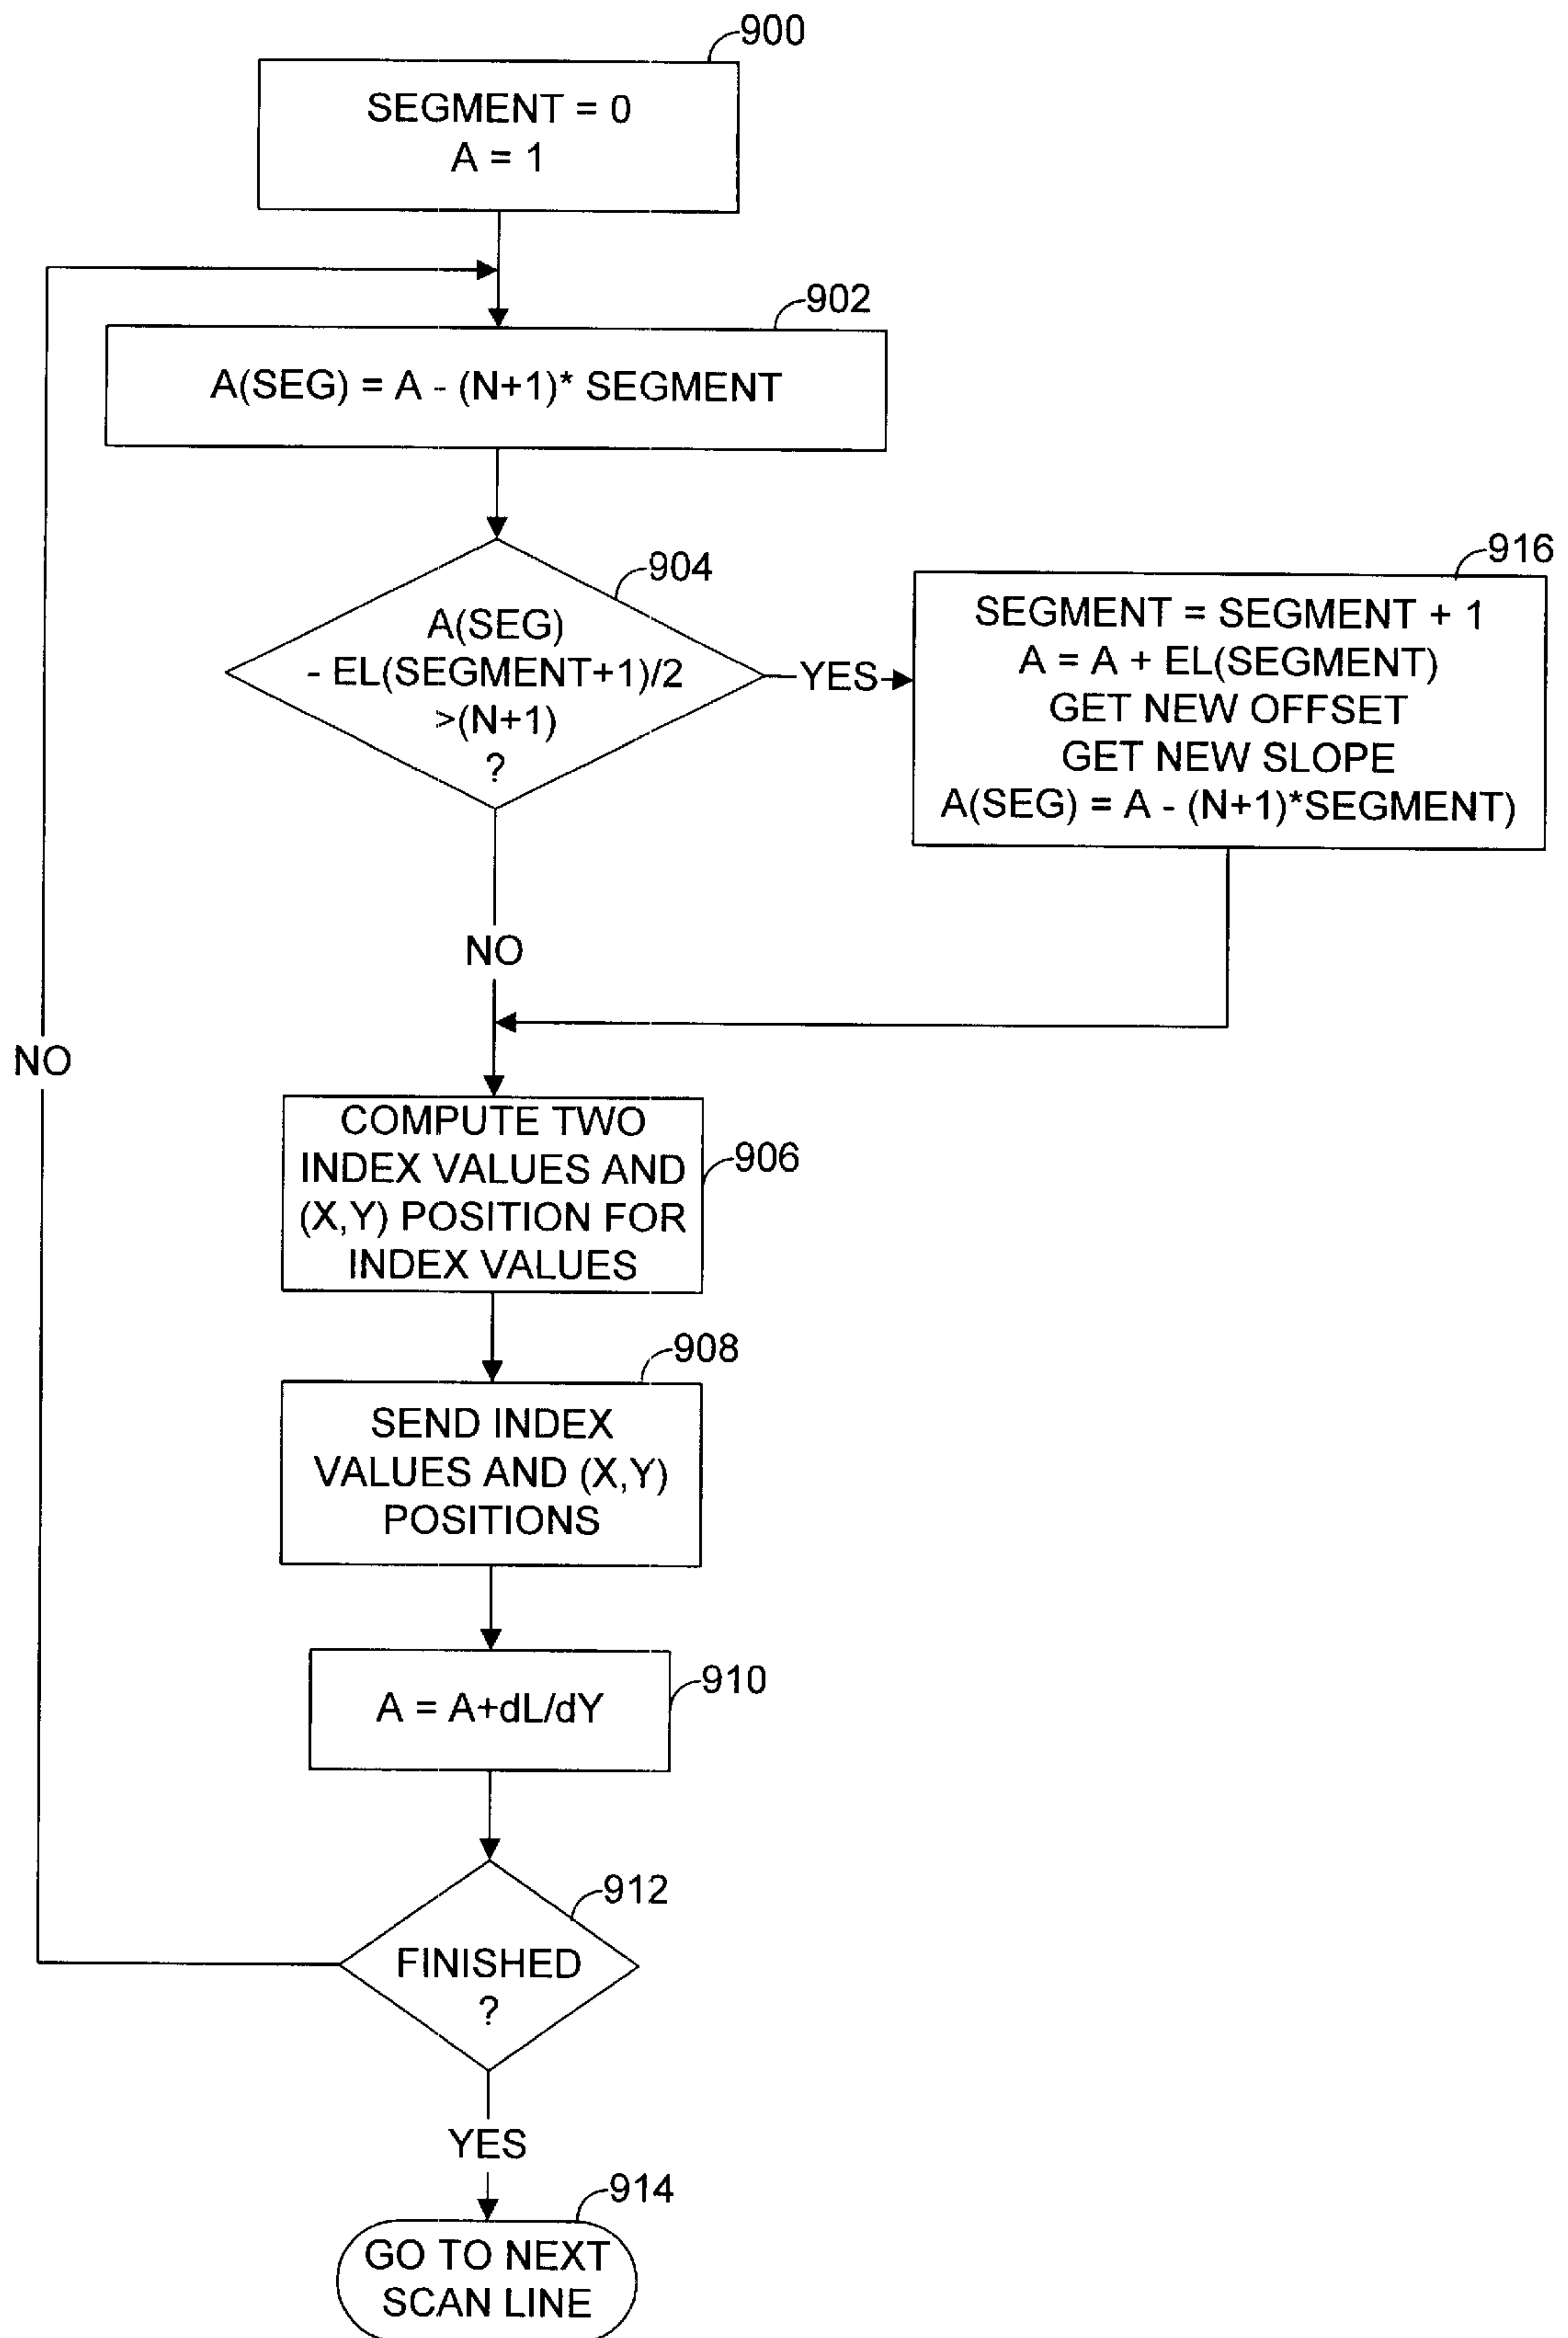 900
SEGMENT = 0
A = 1
902
A(SEG) = A - (N+1)* SEGMENT
904
A(SEG)
- EL(SEGMENT+1)/2
>(N+1)
?
YES
916
SEGMENT = SEGMENT + 1
A = A + EL(SEGMENT)
GET NEW OFFSET
GET NEW SLOPE
A(SEG) = A - (N+1)*SEGMENT)
NO
NO
906
COMPUTE TWO
INDEX VALUES AND
(X,Y) POSITION FOR
INDEX VALUES
908
SEND INDEX
VALUES AND (X,Y)
POSITIONS
910
A = A+dL/dY
912
FINISHED
?
YES
914
GO TO NEXT
SCAN LINE